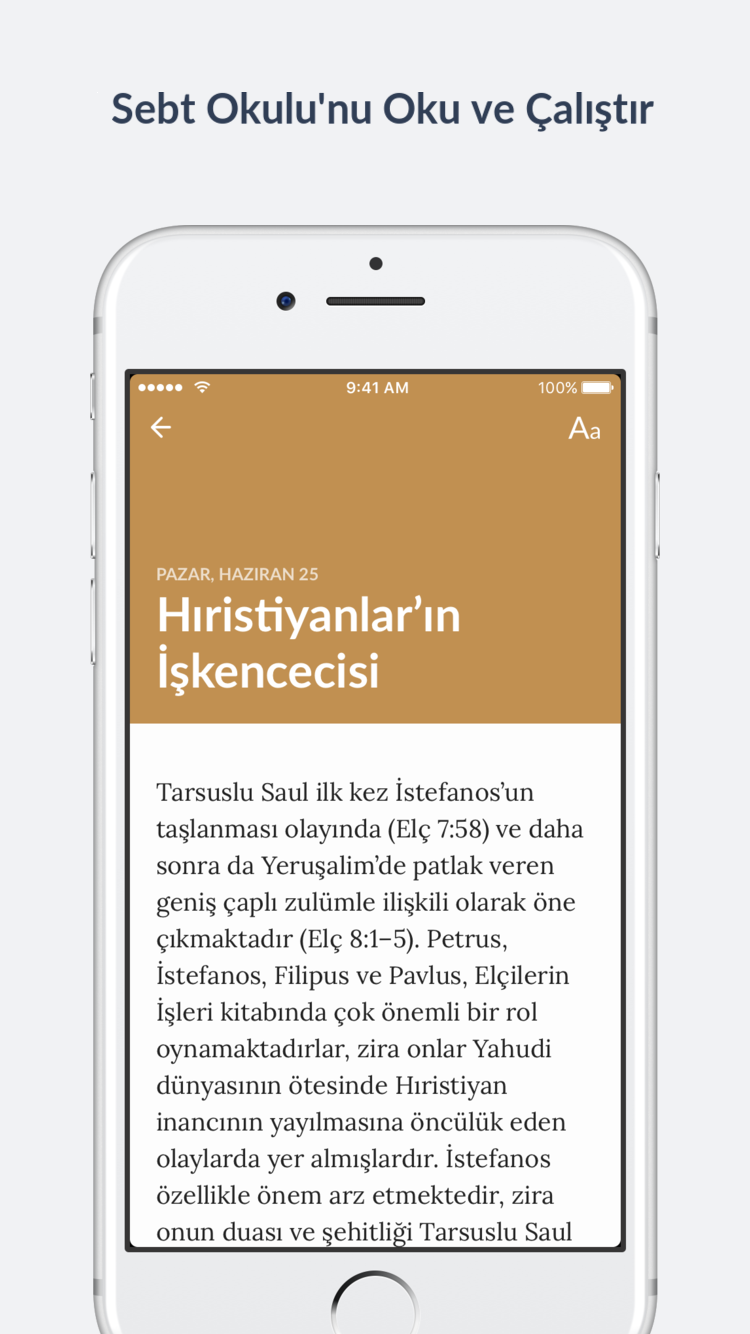 Sebt Okulu'nu Oku ve Çalıştır
9:41 AM
100%
Aa
PAZAR, HAZIRAN 25
Hıristiyanlar’ın
İşkencecisi
Tarsuslu Saul ilk kez İstefanos’un
taşlanması olayında (Elç 7:58) ve daha
sonra da Yeruşalim’de patlak veren
geniş çaplı zulümle ilişkili olarak öne
çıkmaktadır (Elç 8:1–5). Petrus,
İstefanos, Filipus ve Pavlus, Elçilerin
İşleri kitabında çok önemli bir rol
oynamaktadırlar, zira onlar Yahudi
dünyasının ötesinde Hıristiyan
inancının yayılmasına öncülük eden
olaylarda yer almışlardır. İstefanos
özellikle önem arz etmektedir, zira
onun duası ve şehitliği Tarsuslu Saul